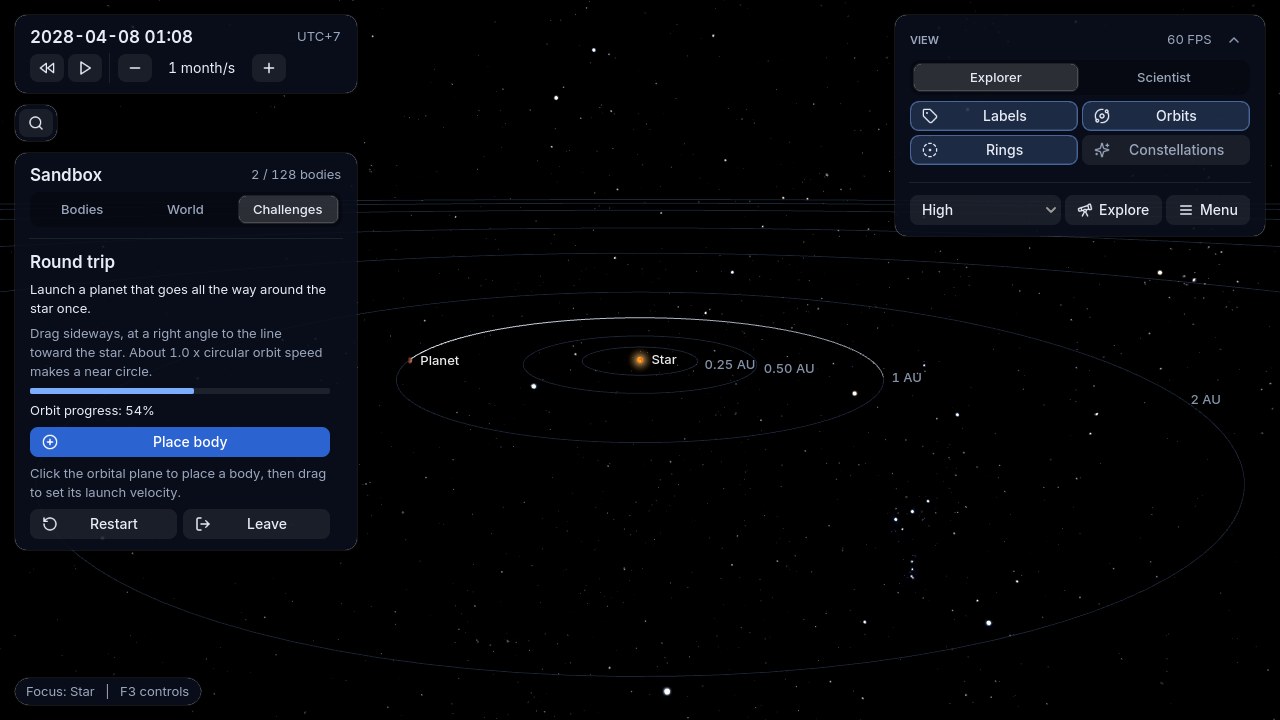 2028-04-08 01:08
UTC+7
1 month/s
Sandbox
2 / 128 bodies
Bodies
World
Challenges
Round trip
Launch a planet that goes all the way around the
star once.
Drag sideways, at a right angle to the line
toward the star. About 1.0 x circular orbit speed
makes a near circle.
Orbit progress: 54%
Place body
Click the orbital plane to place a body, then drag
to set its launch velocity.
Restart
Leave
Focus: Star | F3 controls
Planet
Star
0.25 AU
0.50 AU
1 AU
2 AU
VIEW
60 FPS
Explorer
Scientist
Labels
Orbits
Rings
Constellations
High
Explore
Menu